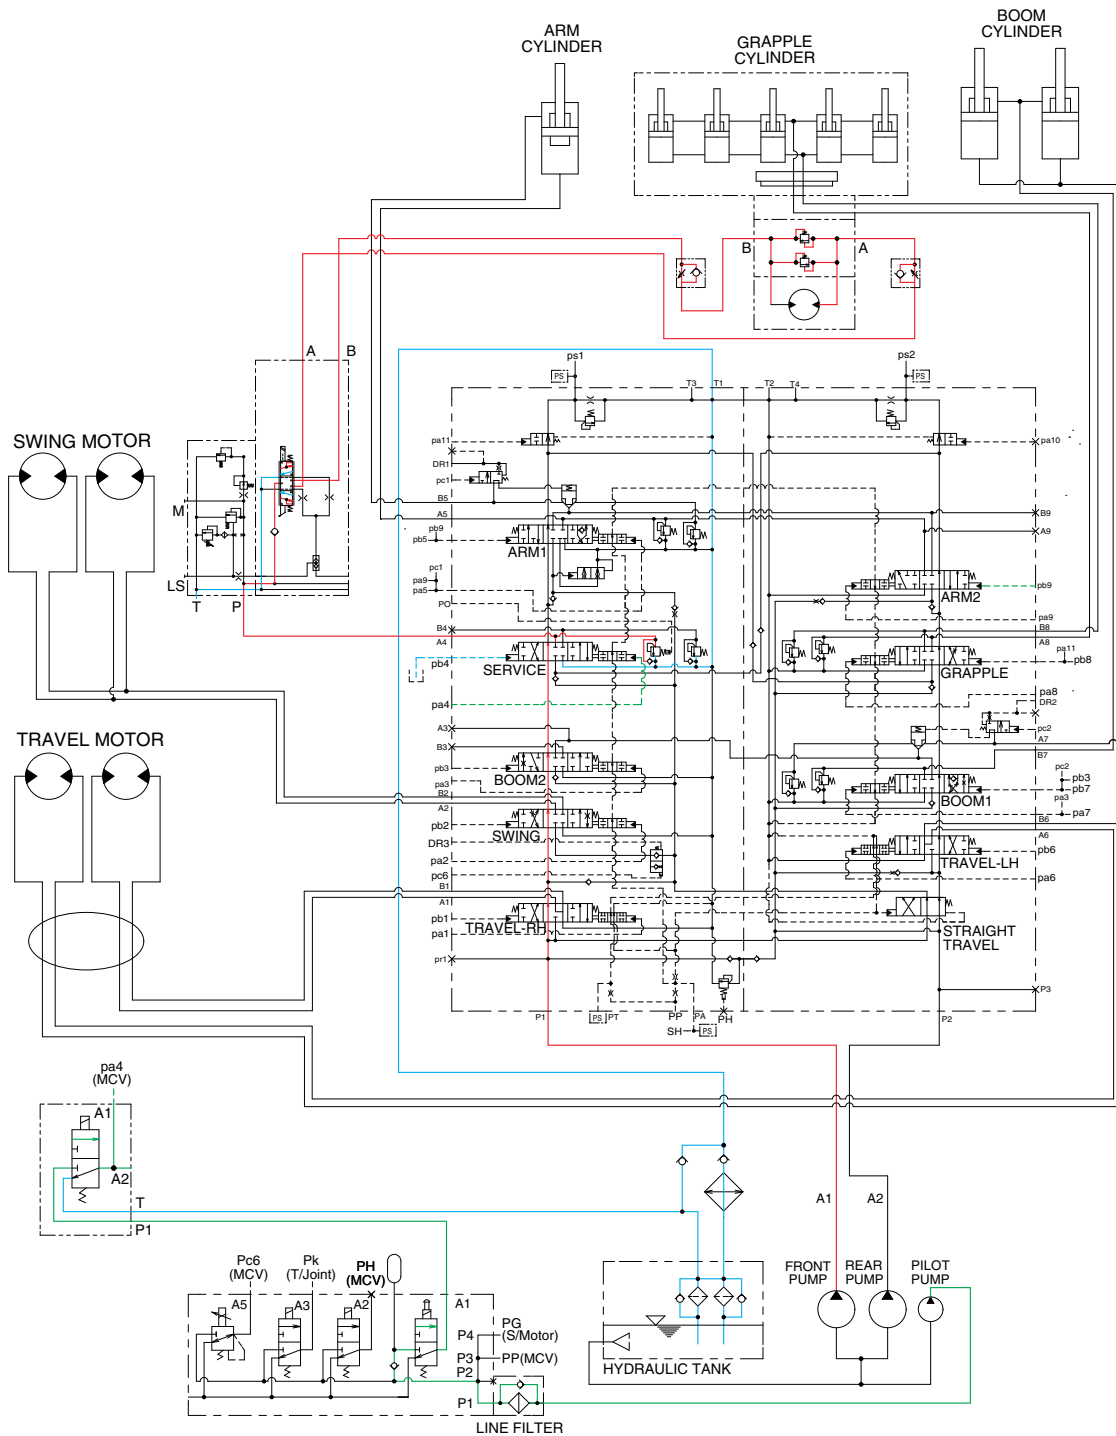 ARM
CYLINDER
GRAPPLE
CYLINDER
BOOM
CYLINDER
B
A
A
B
SWING MOTOR
M
LS
T
P
TRAVEL MOTOR
ps1
PS
T3
T1
T2
T4
ps2
PS
pa11
DR1
pc1
B5
A5
pb9
pb5
ARM1
pc1
pa9
pa5
PO
B4
A4
SERVICE
pb4
pa4
A3
B3
BOOM2
pb3
pa3
B2
A2
SWING
pb2
DR3
pa2
pc6
B1
A1
TRAVEL-RH
pb1
pa1
pr1
pa10
B9
A9
ARM2
pb9
pa9
B8
A8
pa11
pb8
GRAPPLE
pa8
DR2
pc2
A7
B7
pc2
pb3
pb7
BOOM1
pa3
pa7
B6
A6
TRAVEL-LH
pb6
pa6
STRAIGHT
TRAVEL
P3
P1
PS
PT
PP
PA
PH
P2
SH
PS
pa4
(MCV)
A1
A2
T
P1
A1
A2
FRONT
PUMP
REAR
PUMP
PILOT
PUMP
HYDRAULIC TANK
Pc6
(MCV)
Pk
(T/Joint)
PH
(MCV)
A5
A3
A2
A1
P4
PG
(S/Motor)
P3
PP(MCV)
P2
P1
LINE FILTER